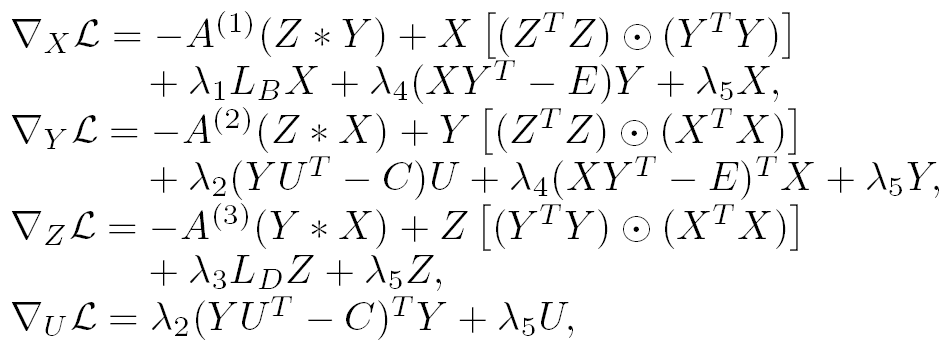 ∇_X ℒ = −A^{(1)}(Z ∗ Y) + X [(Z^T Z) ⊙ (Y^T Y)]
+ λ_1 L_B X + λ_4(XY^T − E)Y + λ_5 X,
∇_Y ℒ = −A^{(2)}(Z ∗ X) + Y [(Z^T Z) ⊙ (X^T X)]
+ λ_2(YU^T − C)U + λ_4(XY^T − E)^T X + λ_5 Y,
∇_Z ℒ = −A^{(3)}(Y ∗ X) + Z [(Y^T Y) ⊙ (X^T X)]
+ λ_3 L_D Z + λ_5 Z,
∇_U ℒ = λ_2(YU^T − C)^T Y + λ_5 U,